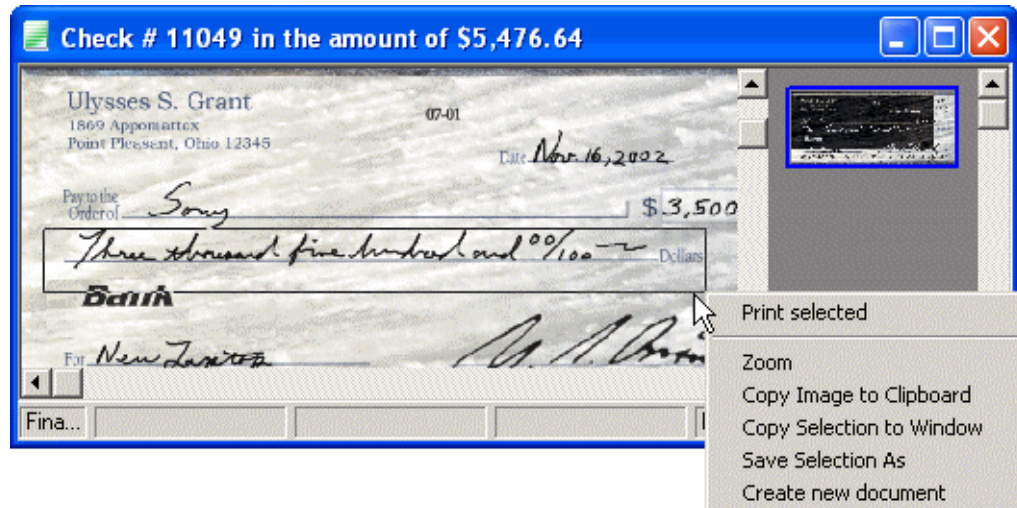 Check # 11049 in the amount of $5,476.64
Ulysses S. Grant
1869 Appomattox
Point Pleasant, Ohio 12345
07-01
Date Nov. 16, 2002
Pay to the
Order of Sony $ 3,500
Three thousand five hundred and 00/100 Dollars
Bank
For New
Fina...
Print selected
Zoom
Copy Image to Clipboard
Copy Selection to Window
Save Selection As
Create new document